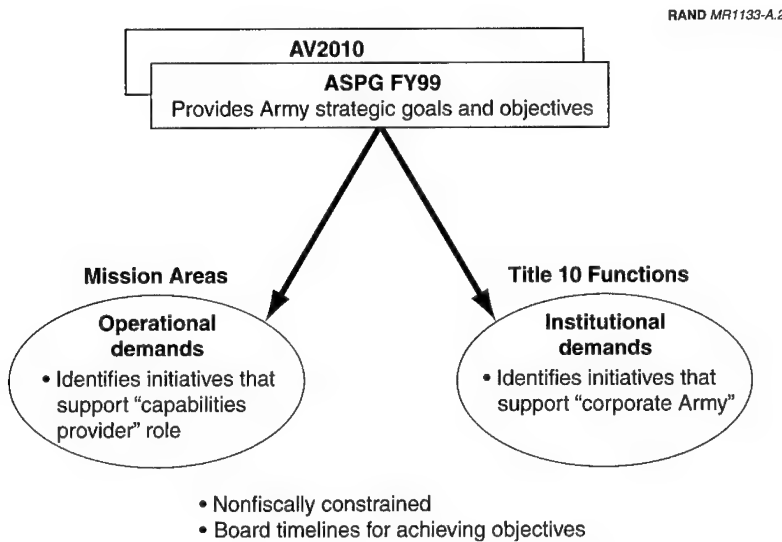 RAND MR1133-A.2
AV2010
ASPG FY99
Provides Army strategic goals and objectives
Mission Areas
Operational
demands
• Identifies initiatives that
support “capabilities
provider” role
Title 10 Functions
Institutional
demands
• Identifies initiatives that
support “corporate Army”
• Nonfiscally constrained
• Board timelines for achieving objectives